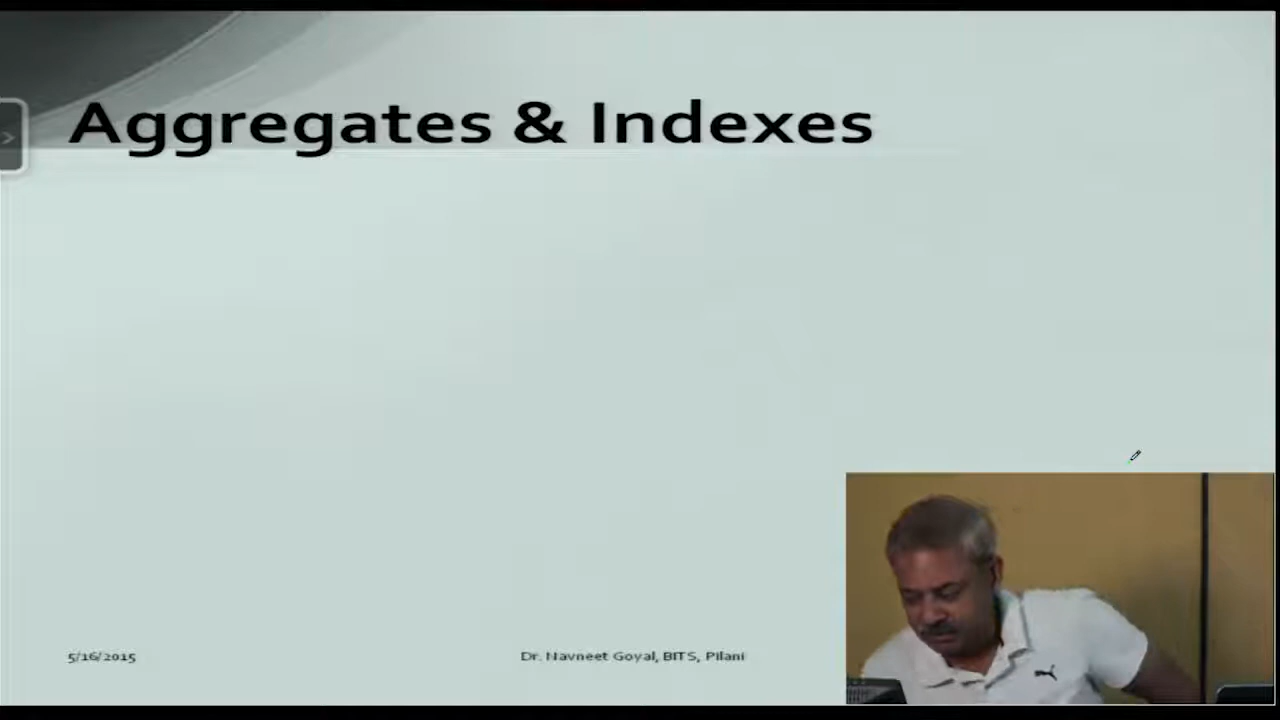 Aggregates & Indexes
5/16/2015
Dr. Navneet Goyal, BITS, Pilani